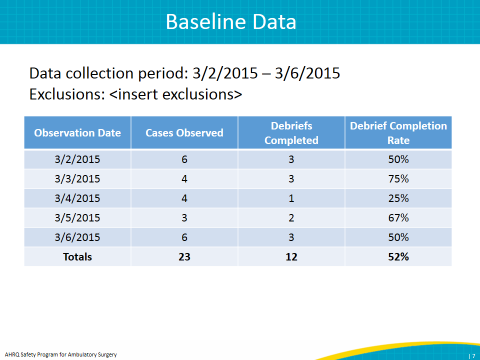 Baseline Data
Data collection period: 3/2/2015 – 3/6/2015
Exclusions: <insert exclusions>
Observation Date Cases Observed Debriefs Completed Debrief Completion Rate
3/2/2015 6 3 50%
3/3/2015 4 3 75%
3/4/2015 4 1 25%
3/5/2015 3 2 67%
3/6/2015 6 3 50%
Totals 23 12 52%
AHRQ Safety Program for Ambulatory Surgery
| 7